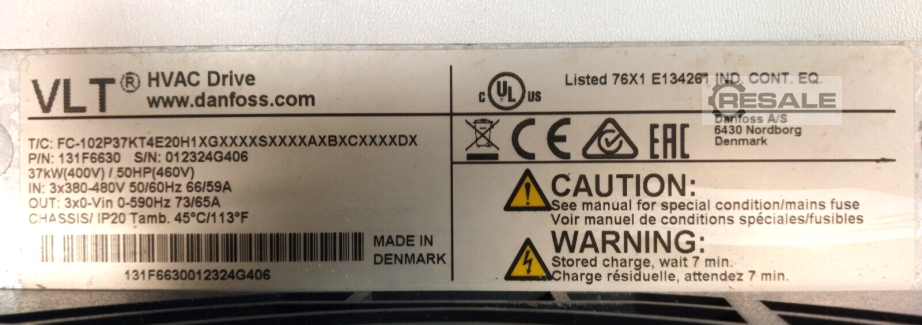 VLT® HVAC Drive
www.danfoss.com
T/C: FC-102P37KT4E20H1XGXXXXSXXXXAXBXCXXXXDX
P/N: 131F6630 S/N: 012324G406
37kW(400V) / 50HP(460V)
IN: 3x380-480V 50/60Hz 66/59A
OUT: 3x0-Vin 0-590Hz 73/65A
CHASSIS/ IP20 Tamb. 45°C/113°F
MADE IN
DENMARK
131F6630012324G406
c UL US
Listed 76X1 E134261 IND. CONT. EQ.
RESALE
Danfoss A/S
6430 Nordborg
Denmark
CE EAC
CAUTION:
See manual for special condition/mains fuse
Voir manuel de conditions spéciales/fusibles
WARNING:
Stored charge, wait 7 min.
Charge résiduelle, attendez 7 min.